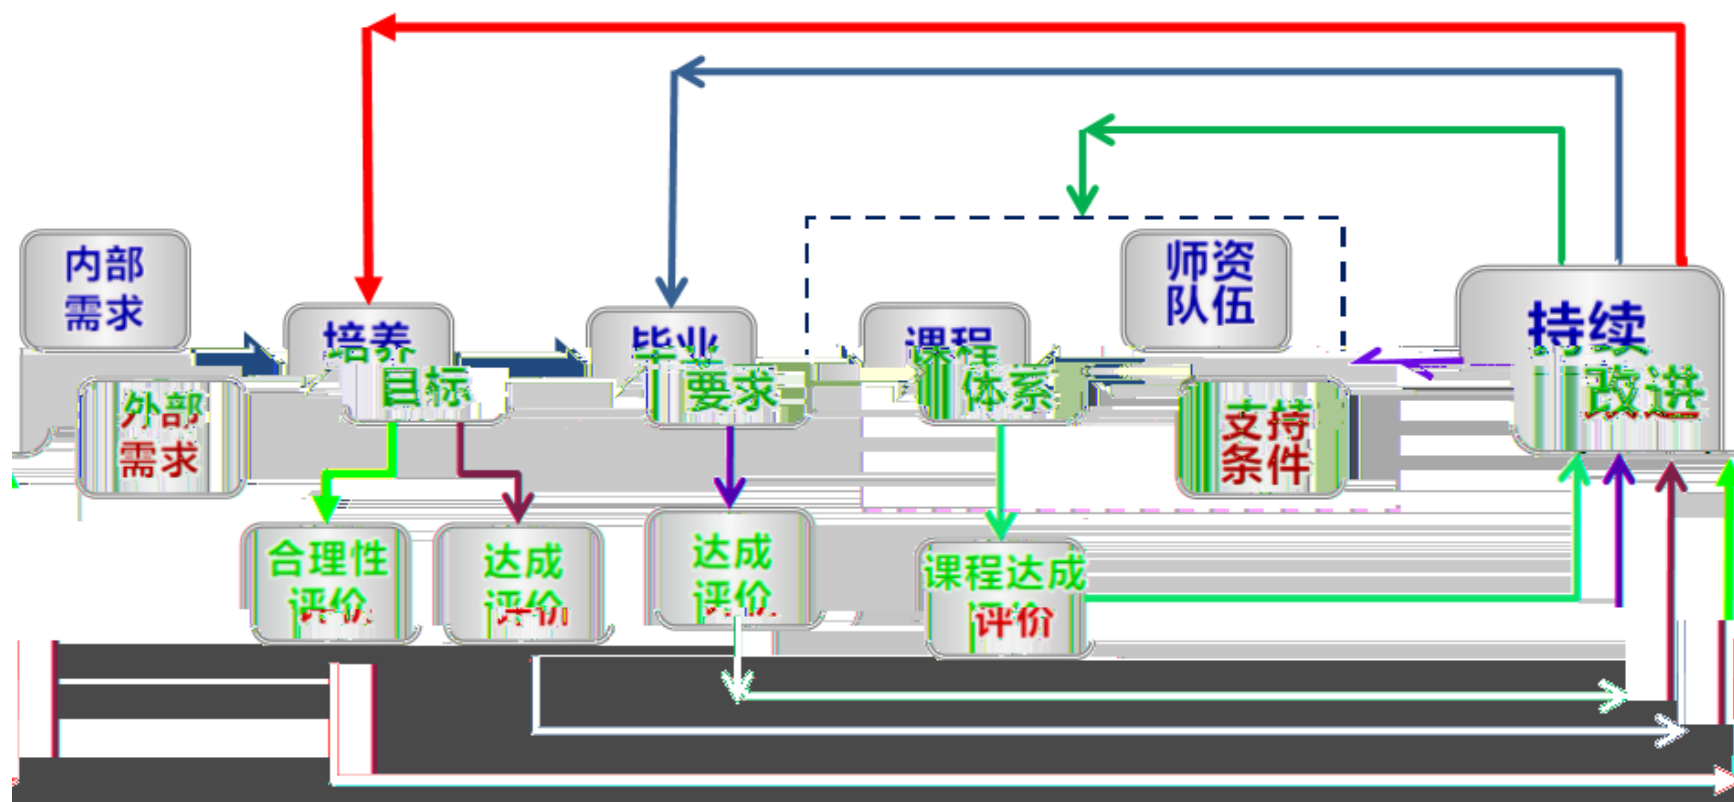 内部
需求
外部
需求
培养
目标
毕业
要求
课程
体系
师资
队伍
支持
条件
持续
改进
合理性
评价
达成
评价
达成
评价
课程达成
评价